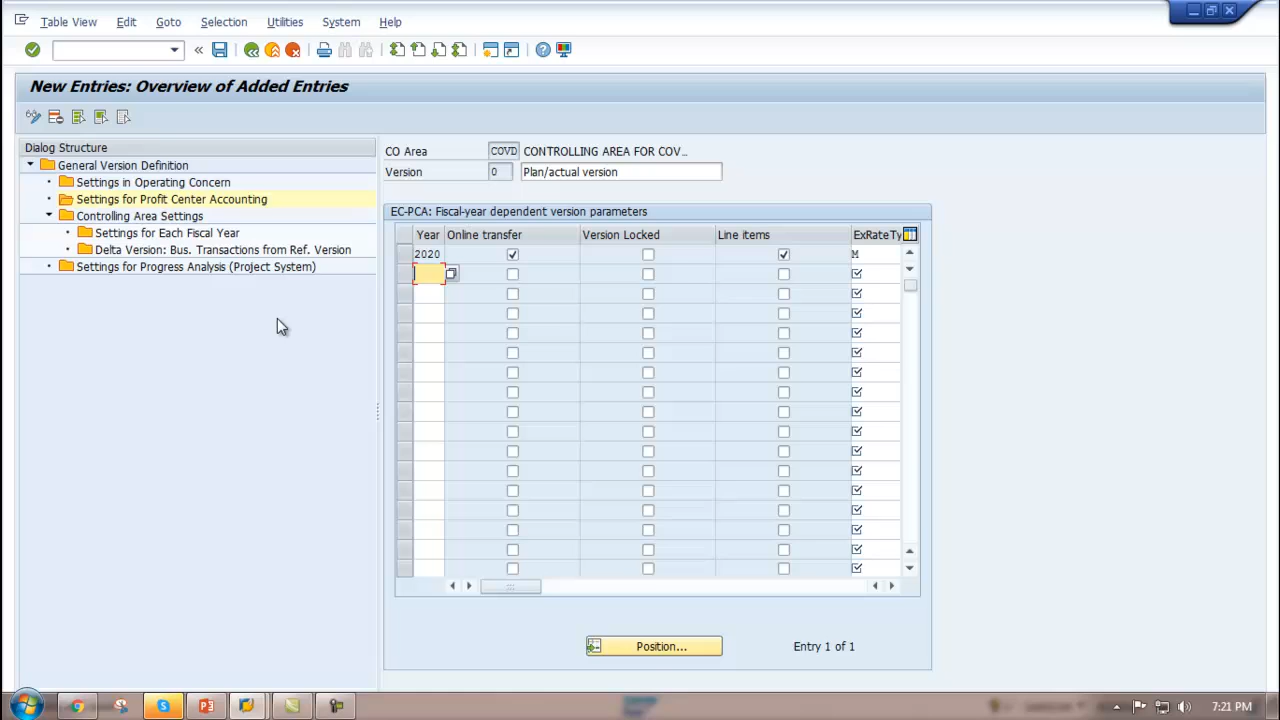 Table View Edit Goto Selection Utilities System Help
New Entries: Overview of Added Entries
Dialog Structure
General Version Definition
Settings in Operating Concern
Settings for Profit Center Accounting
Controlling Area Settings
Settings for Each Fiscal Year
Delta Version: Bus. Transactions from Ref. Version
Settings for Progress Analysis (Project System)
CO Area COVD CONTROLLING AREA FOR COV...
Version 0 Plan/actual version
EC-PCA: Fiscal-year dependent version parameters
Year Online transfer Version Locked Line items ExRateTy
2020 M
Position... Entry 1 of 1
7:21 PM